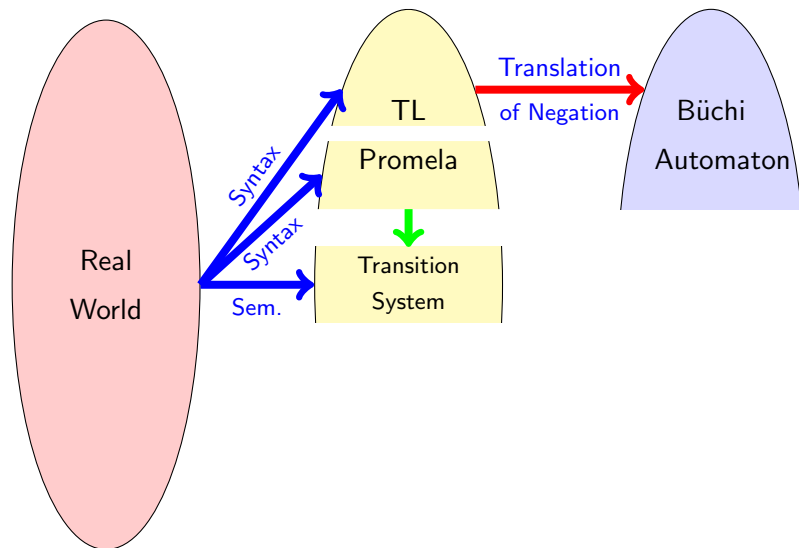 Real
World
Syntax
Syntax
Sem.
TL
Promela
Transition
System
Translation
of Negation
Büchi
Automaton